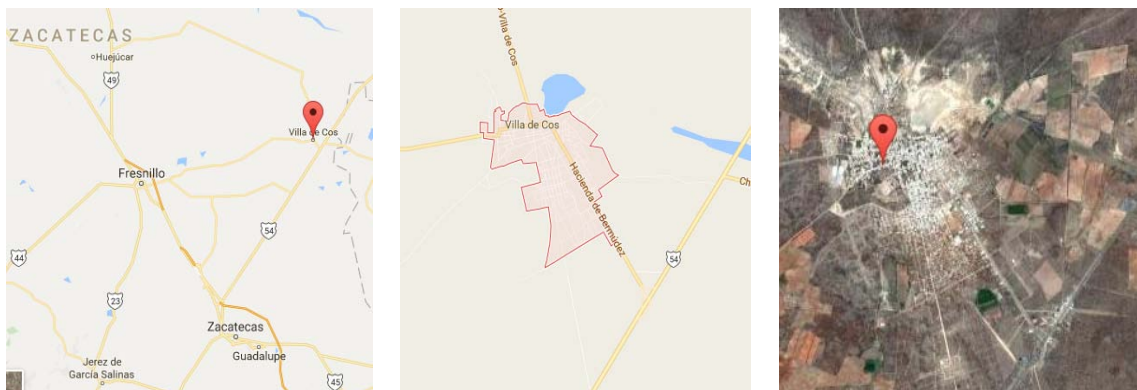 ZACATECAS
Huejúcar
49
Villa de Cos
Fresnillo
54
44
23
Zacatecas
Guadalupe
Jerez de
García Salinas
45
o-Villa de Cos
Villa de Cos
Hacienda de Bermúdez
Ch
54